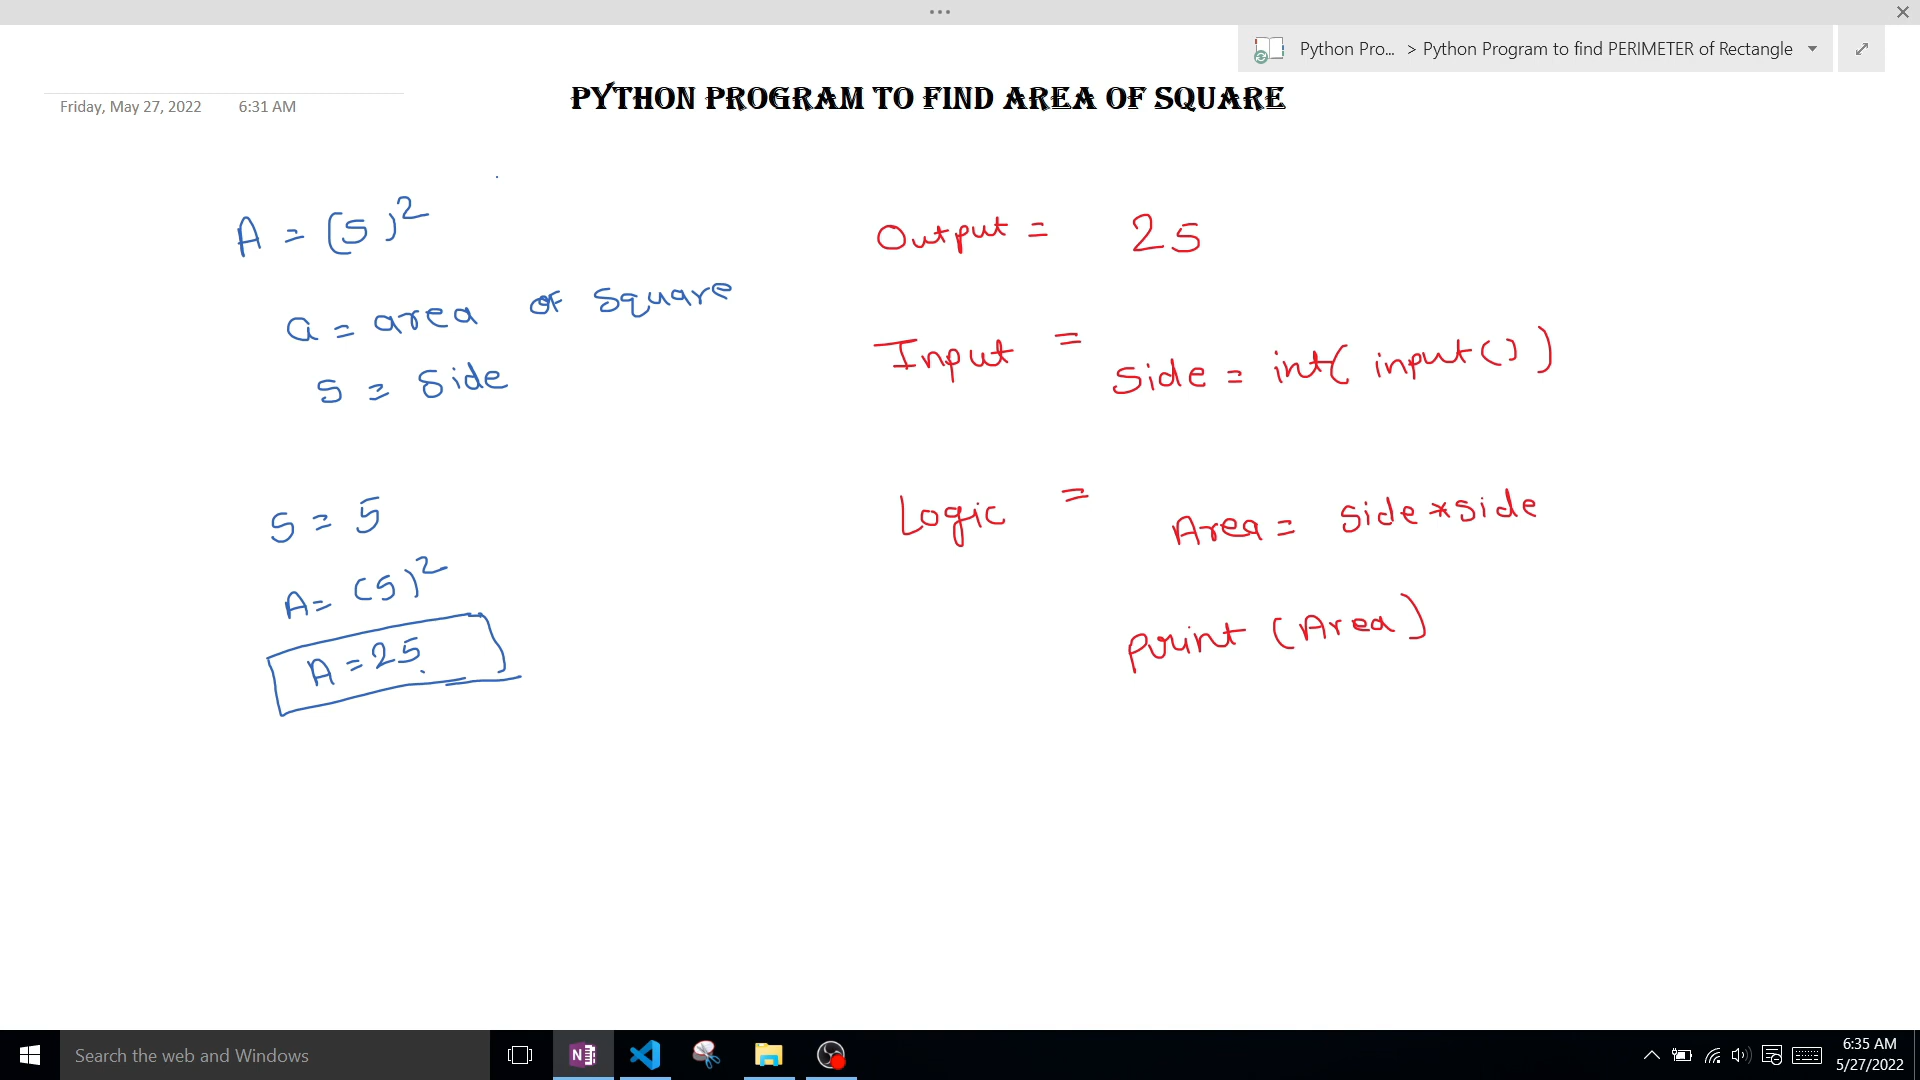 Python Pro... > Python Program to find PERIMETER of Rectangle
PYTHON PROGRAM TO FIND AREA OF SQUARE
Friday, May 27, 2022 6:31 AM
A = (S)²
a = area of square
S = Side
S = 5
A = (5)²
A = 25
Output = 25
Input =
Side = int( input() )
Logic =
Area = Side * Side
print (Area)
Search the web and Windows
6:35 AM
5/27/2022